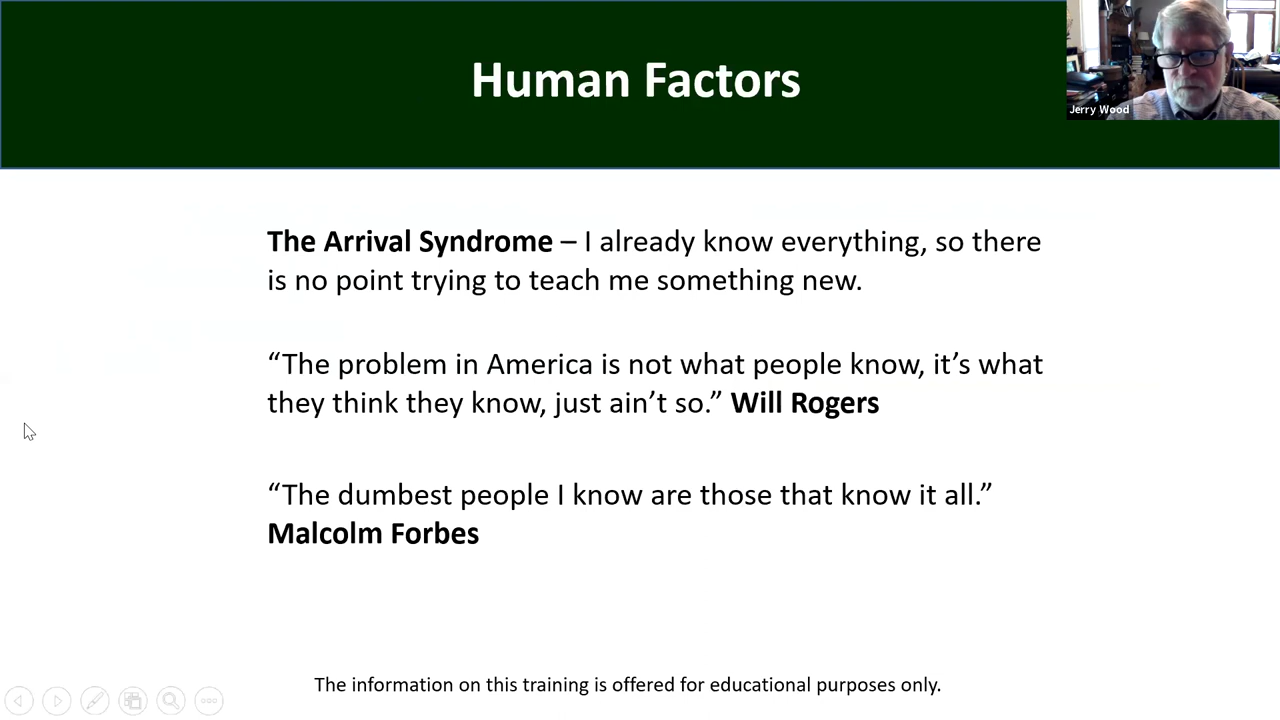 Human Factors
Jerry Wood
The Arrival Syndrome – I already know everything, so there
is no point trying to teach me something new.
“The problem in America is not what people know, it’s what
they think they know, just ain’t so.” Will Rogers
“The dumbest people I know are those that know it all.”
Malcolm Forbes
The information on this training is offered for educational purposes only.